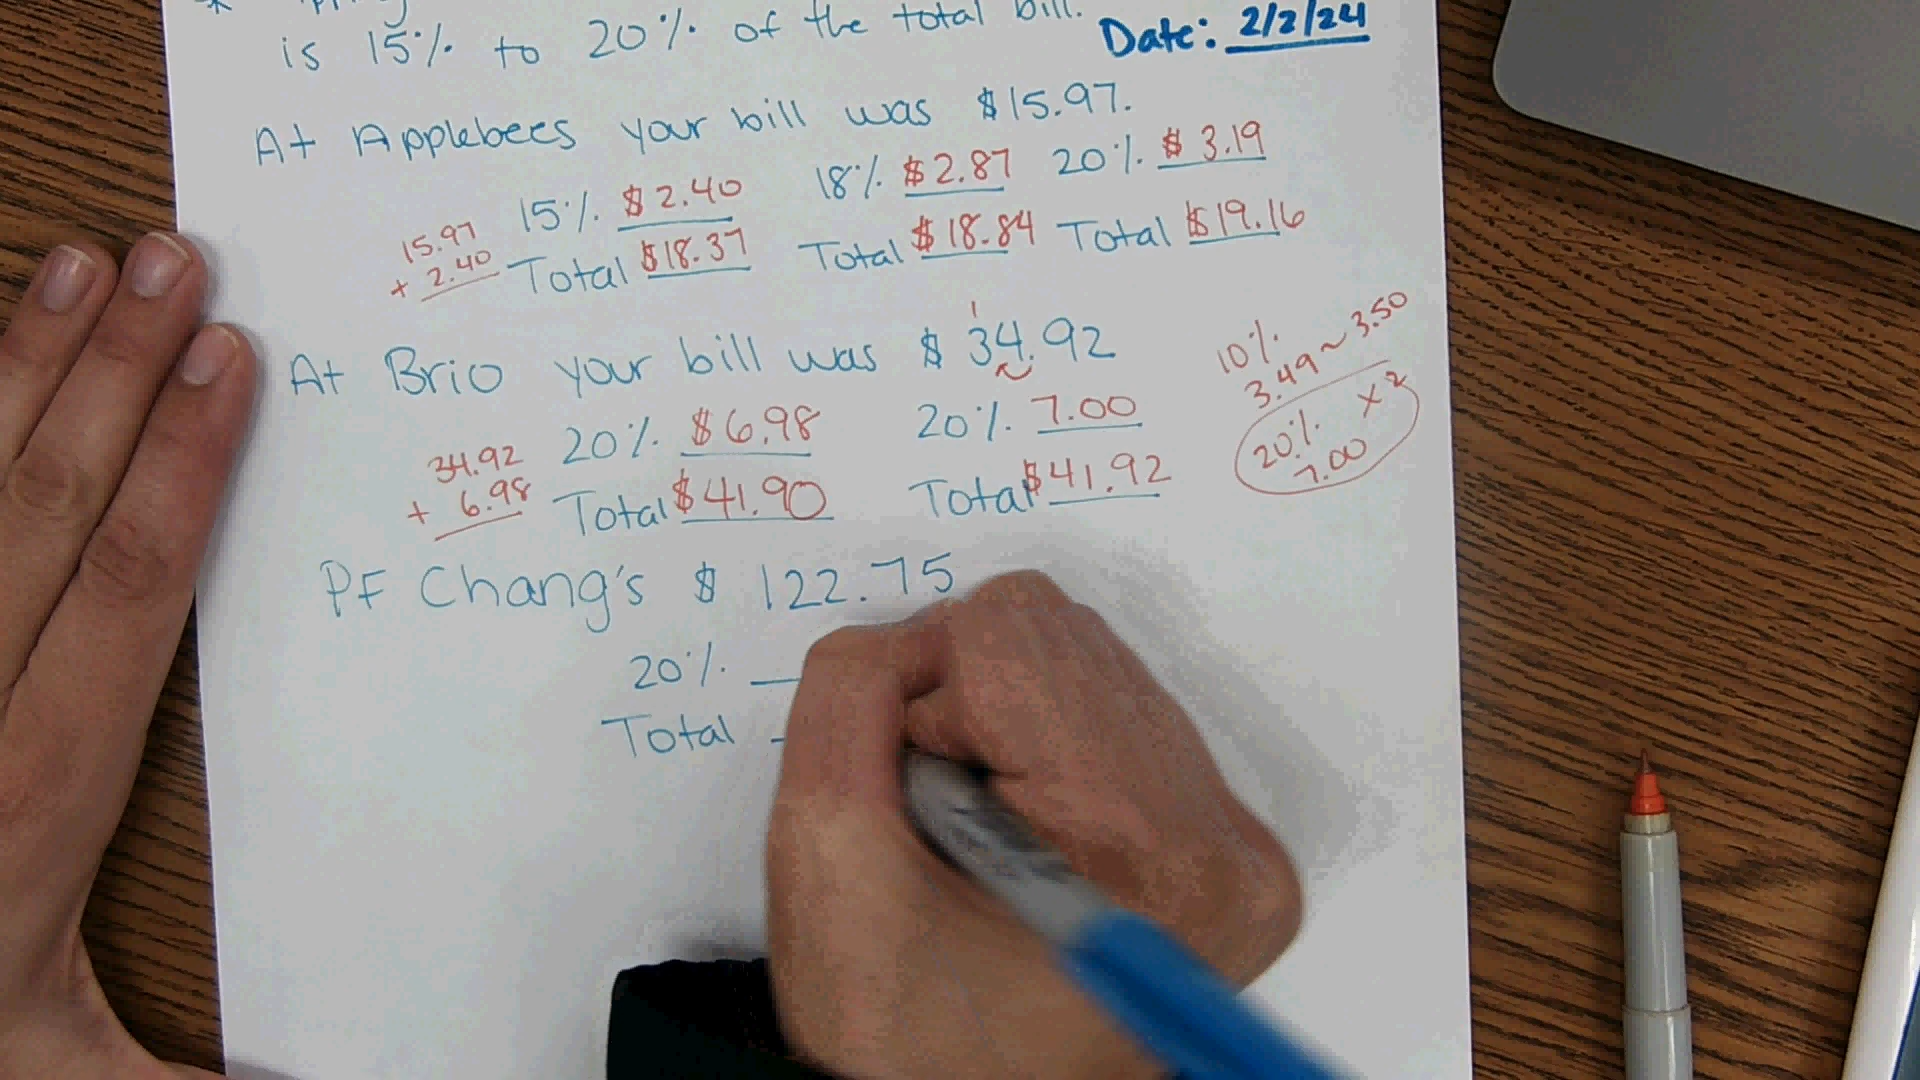 is 15% to 20% of the total bill.
Date: 2/2/24
At Applebees your bill was $15.97.
15% $2.40 18% $2.87 20% $3.19
15.97
+ 2.40
Total $18.37 Total $18.84 Total $19.16
At Brio your bill was $34.92
1
10%
3.49 ~ 3.50
20% x2
7.00
20% $6.98 20% 7.00
34.92
+ 6.98
Total $41.90 Total $41.92
PF Chang's $122.75
20%
Total